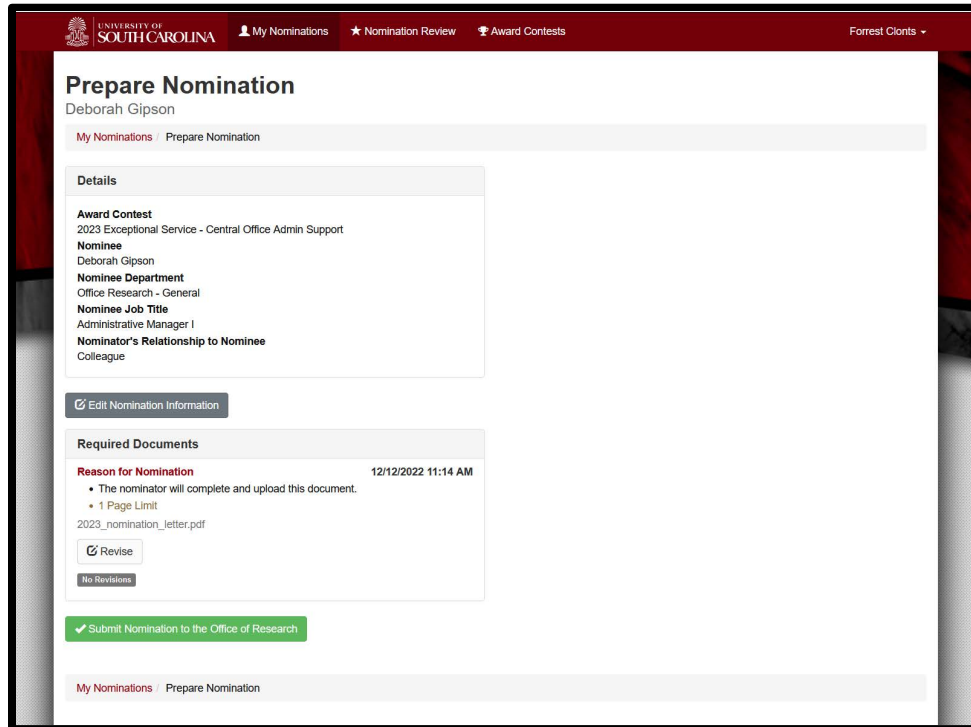 UNIVERSITY OF
SOUTH CAROLINA
My Nominations
Nomination Review
Award Contests
Forrest Clonts
Prepare Nomination
Deborah Gipson
My Nominations / Prepare Nomination
Details
Award Contest
2023 Exceptional Service - Central Office Admin Support
Nominee
Deborah Gipson
Nominee Department
Office Research - General
Nominee Job Title
Administrative Manager I
Nominator's Relationship to Nominee
Colleague
Edit Nomination Information
Required Documents
Reason for Nomination 12/12/2022 11:14 AM
• The nominator will complete and upload this document.
• 1 Page Limit
2023_nomination_letter.pdf
Revise
No Revisions
Submit Nomination to the Office of Research
My Nominations / Prepare Nomination